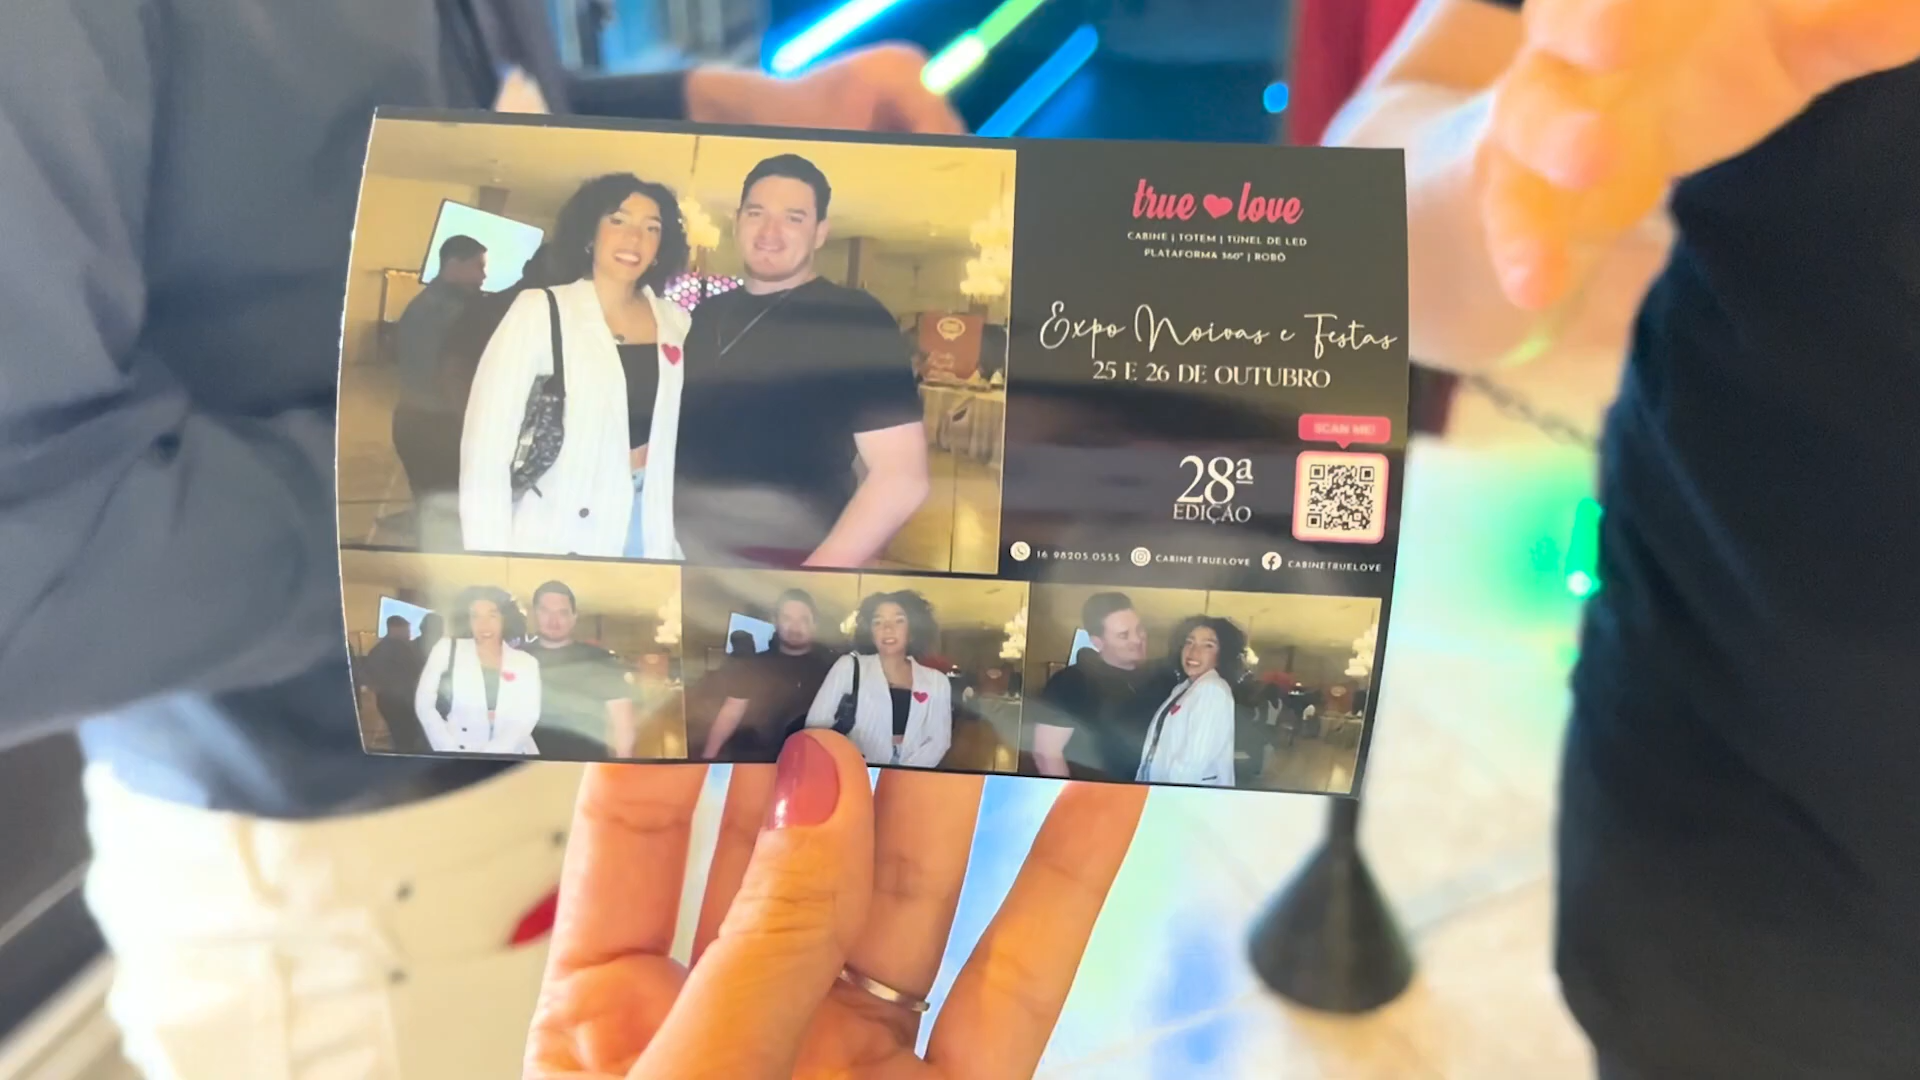 true love
CABINE | TOTEM | TÚNEL DE LED
PLATAFORMA 360° | ROBÔ
Expo Noivas e Festas
25 E 26 DE OUTUBRO
SCAN ME!
28ª
EDIÇÃO
16 98205.0555 CABINE.TRUELOVE CABINETRUELOVE